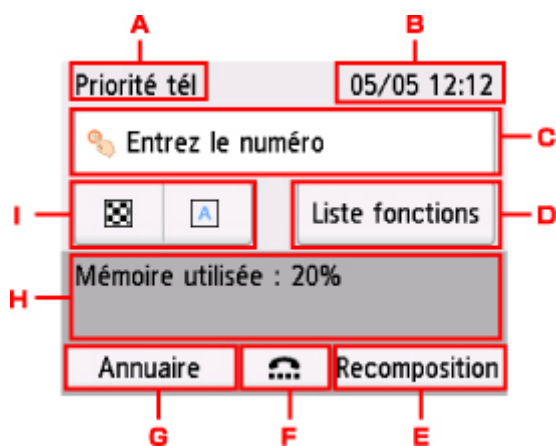 A
B
Priorité tél
05/05 12:12
Entrez le numéro
C
I
A
Liste fonctions
D
Mémoire utilisée : 20%
H
Annuaire
Recomposition
G
F
E